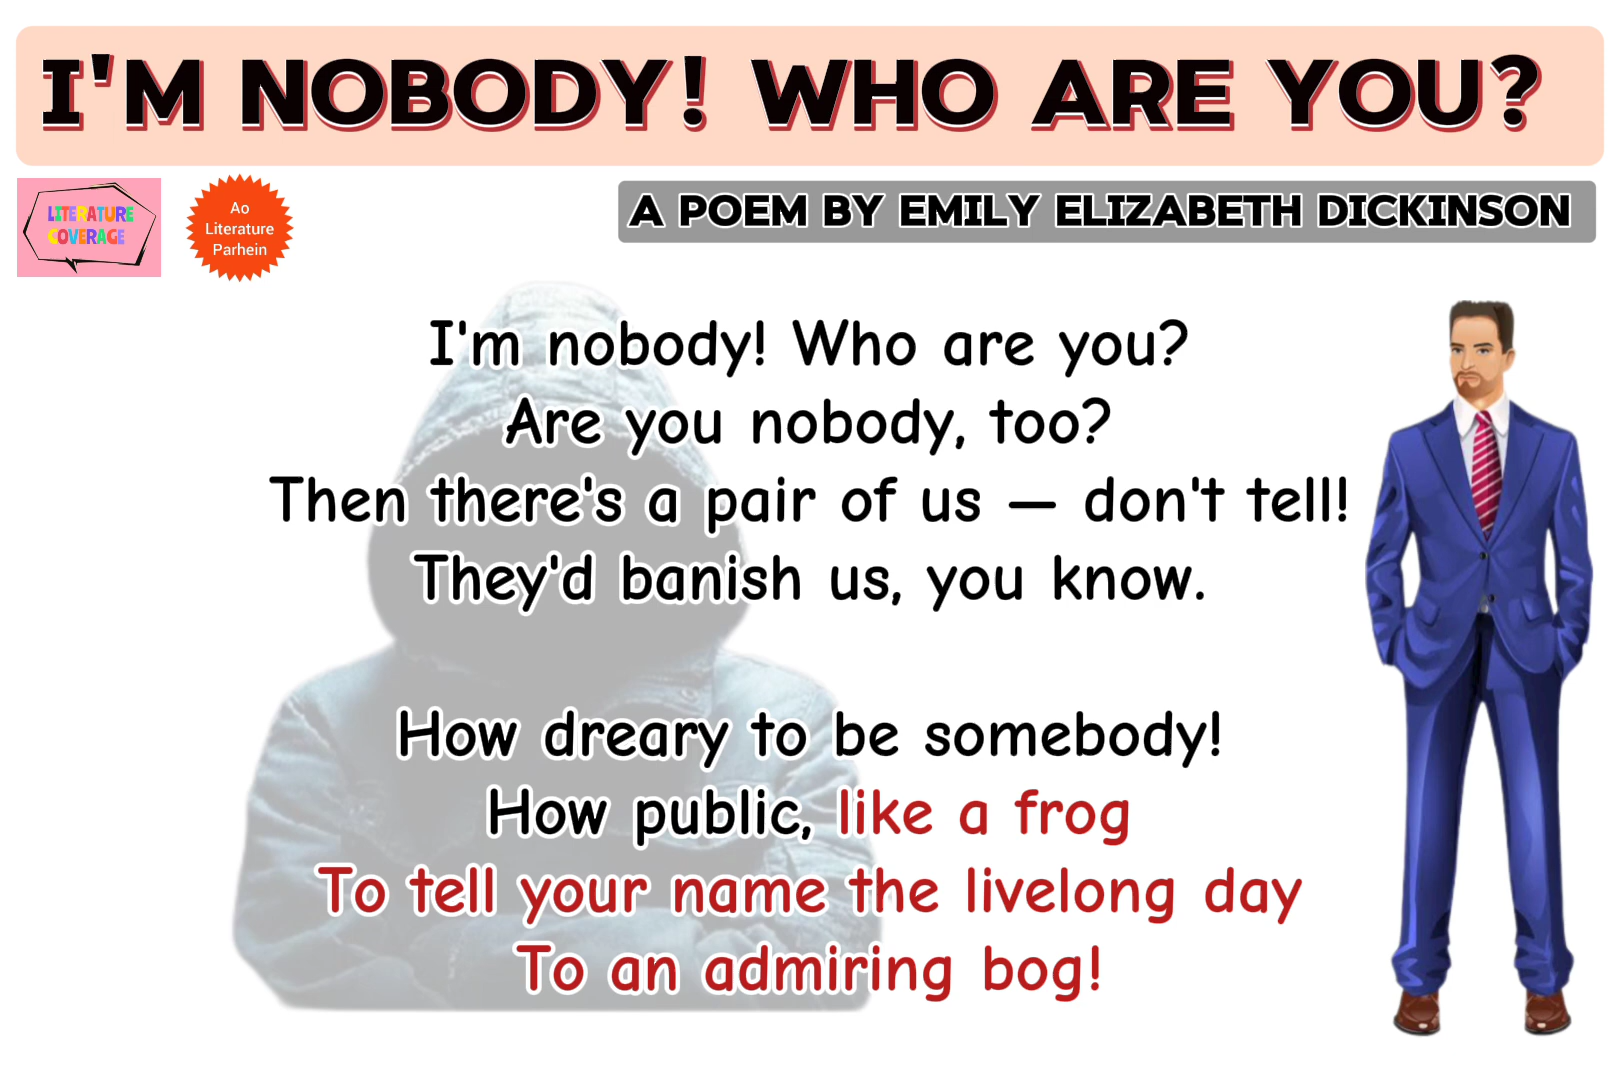 I'M NOBODY! WHO ARE YOU?
LITERATURE
COVERAGE
Ao
Literature
Parhein
A POEM BY EMILY ELIZABETH DICKINSON
I'm nobody! Who are you?
Are you nobody, too?
Then there's a pair of us — don't tell!
They'd banish us, you know.
How dreary to be somebody!
How public, like a frog
To tell your name the livelong day
To an admiring bog!